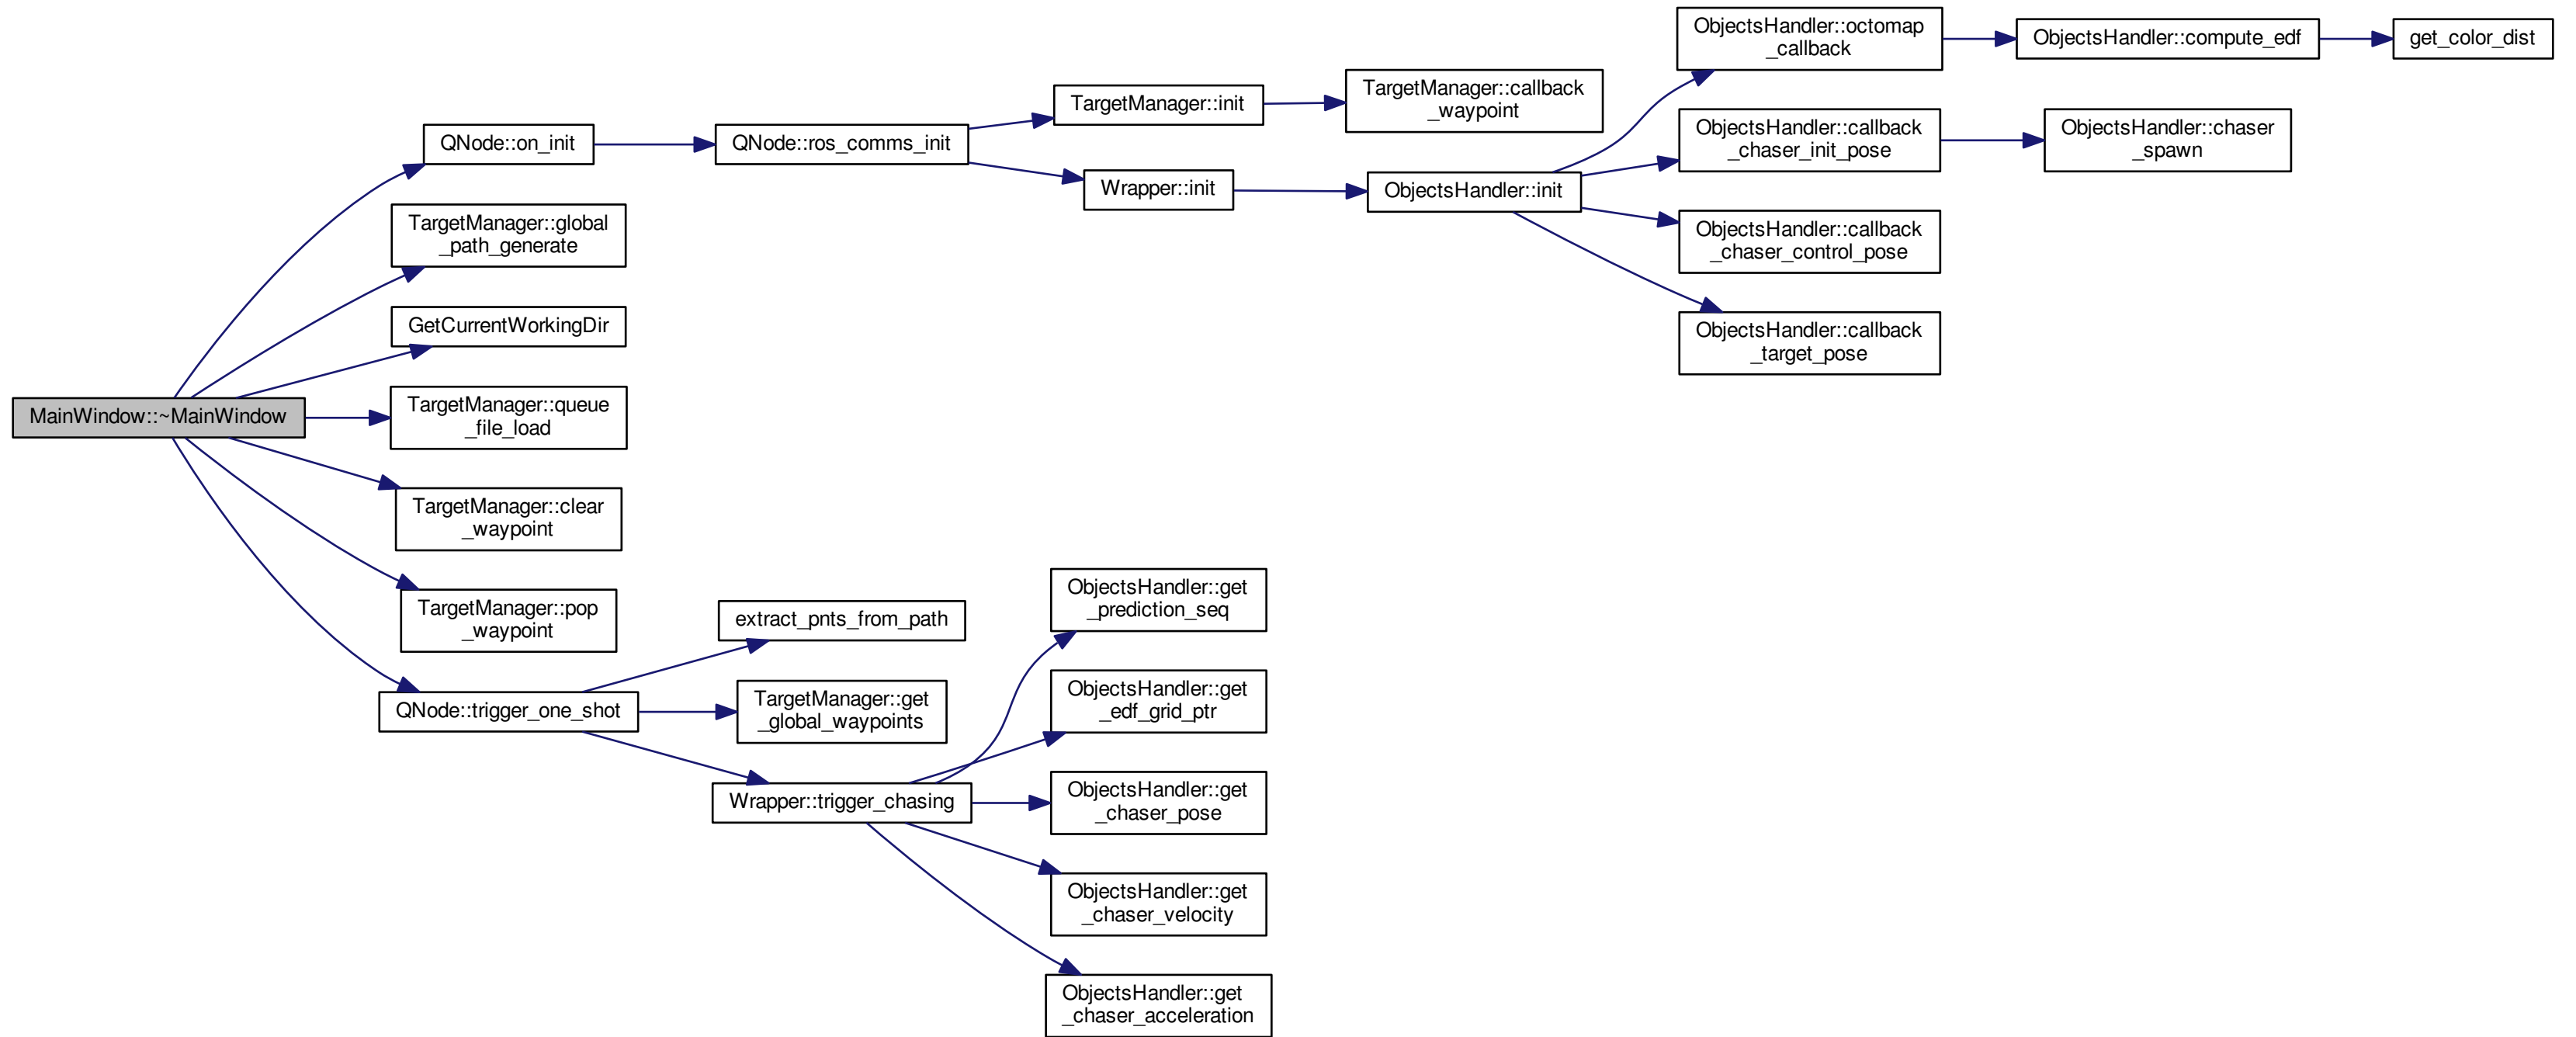 MainWindow::~MainWindow
QNode::on_init
TargetManager::global
_path_generate
GetCurrentWorkingDir
TargetManager::queue
_file_load
TargetManager::clear
_waypoint
TargetManager::pop
_waypoint
QNode::trigger_one_shot
QNode::ros_comms_init
extract_pnts_from_path
TargetManager::get
_global_waypoints
Wrapper::trigger_chasing
TargetManager::init
Wrapper::init
ObjectsHandler::get
_prediction_seq
ObjectsHandler::get
_edf_grid_ptr
ObjectsHandler::get
_chaser_pose
ObjectsHandler::get
_chaser_velocity
ObjectsHandler::get
_chaser_acceleration
TargetManager::callback
_waypoint
ObjectsHandler::init
ObjectsHandler::octomap
_callback
ObjectsHandler::callback
_chaser_init_pose
ObjectsHandler::callback
_chaser_control_pose
ObjectsHandler::callback
_target_pose
ObjectsHandler::compute_edf
ObjectsHandler::chaser
_spawn
get_color_dist